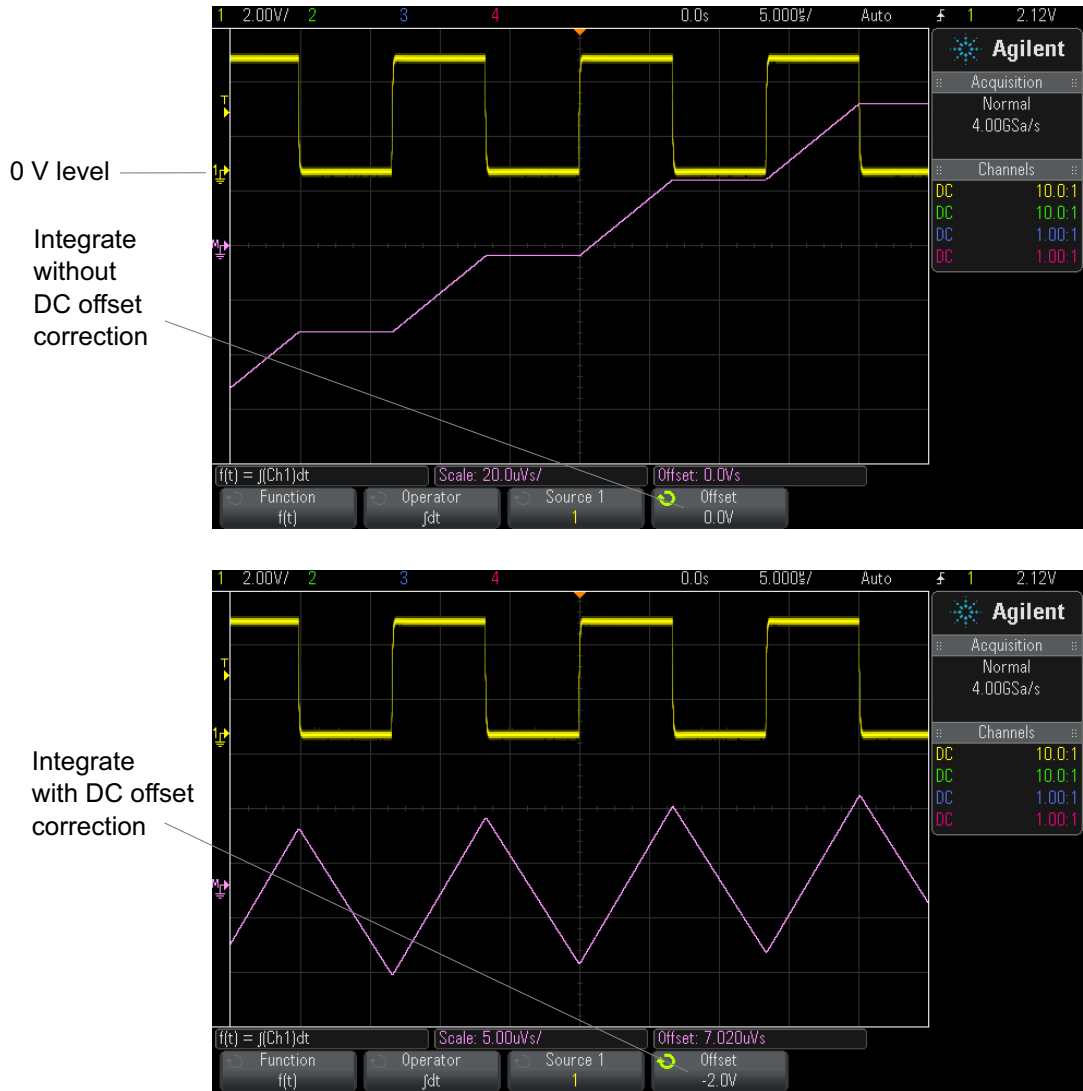 1 2.00V/ 2 3 4 0.0s 5.000µs/ Auto 1 2.12V
Agilent
Acquisition
Normal
4.00GSa/s
Channels
DC 10.0:1
DC 10.0:1
DC 1.00:1
DC 1.00:1
T
1
M
0 V level
Integrate
without
DC offset
correction
f(t) = ∫(Ch1)dt Scale: 20.0uVs/ Offset: 0.0Vs
Function
f(t)
Operator
∫dt
Source 1
1
Offset
0.0V
1 2.00V/ 2 3 4 0.0s 5.000µs/ Auto 1 2.12V
Agilent
Acquisition
Normal
4.00GSa/s
Channels
DC 10.0:1
DC 10.0:1
DC 1.00:1
DC 1.00:1
T
1
M
Integrate
with DC offset
correction
f(t) = ∫(Ch1)dt Scale: 5.00uVs/ Offset: 7.020uVs
Function
f(t)
Operator
∫dt
Source 1
1
Offset
-2.0V